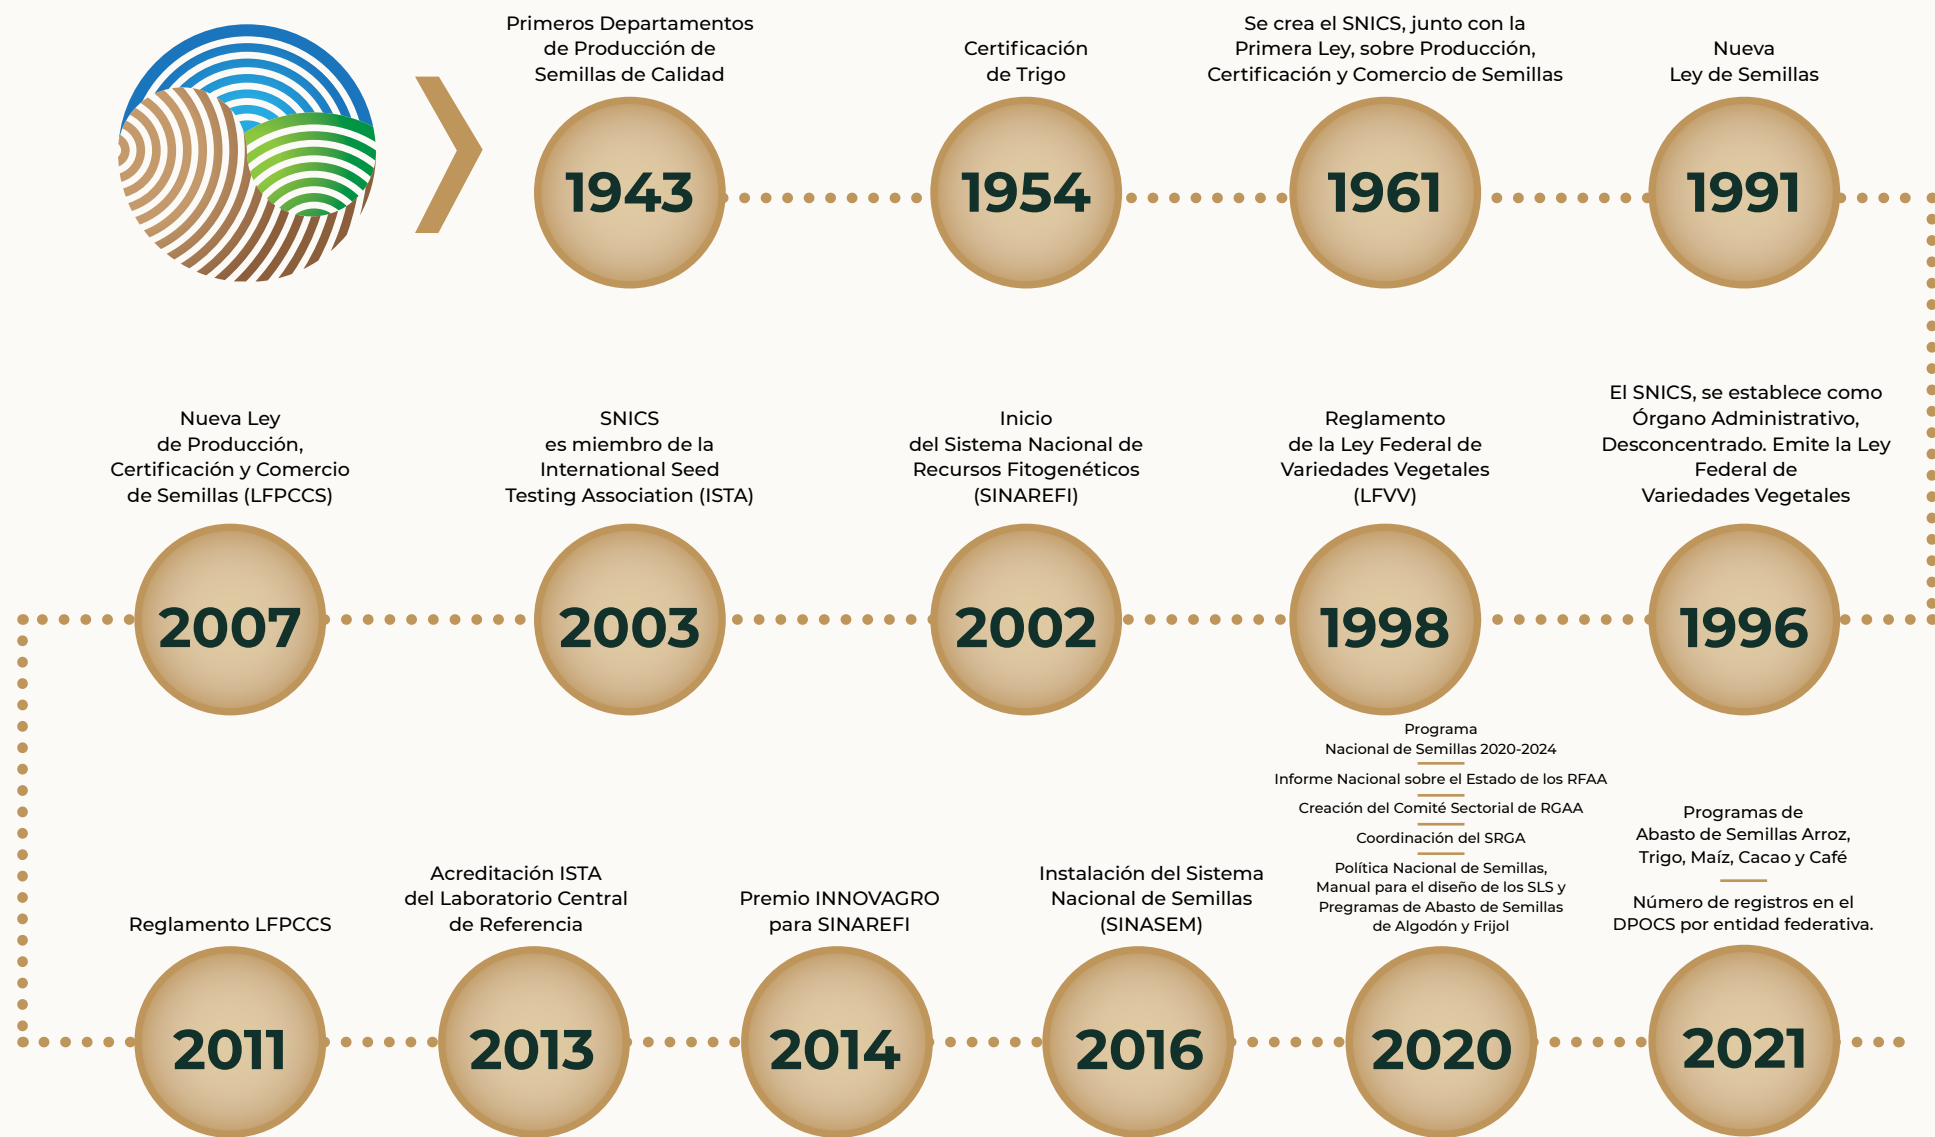 Primeros Departamentos
de Producción de
Semillas de Calidad
1943
Certificación
de Trigo
1954
Se crea el SNICS, junto con la
Primera Ley, sobre Producción,
Certificación y Comercio de Semillas
1961
Nueva
Ley de Semillas
1991
El SNICS, se establece como
Órgano Administrativo,
Desconcentrado. Emite la Ley
Federal de
Variedades Vegetales
1996
Reglamento
de la Ley Federal de
Variedades Vegetales
(LFVV)
1998
Inicio
del Sistema Nacional de
Recursos Fitogenéticos
(SINAREFI)
2002
SNICS
es miembro de la
International Seed
Testing Association (ISTA)
2003
Nueva Ley
de Producción,
Certificación y Comercio
de Semillas (LFPCCS)
2007
Reglamento LFPCCS
2011
Acreditación ISTA
del Laboratorio Central
de Referencia
2013
Premio INNOVAGRO
para SINAREFI
2014
Instalación del Sistema
Nacional de Semillas
(SINASEM)
2016
Programa
Nacional de Semillas 2020-2024
Informe Nacional sobre el Estado de los RFAA
Creación del Comité Sectorial de RGAA
Coordinación del SRGA
Política Nacional de Semillas,
Manual para el diseño de los SLS y
Pregramas de Abasto de Semillas
de Algodón y Frijol
2020
Programas de
Abasto de Semillas Arroz,
Trigo, Maíz, Cacao y Café
Número de registros en el
DPOCS por entidad federativa.
2021